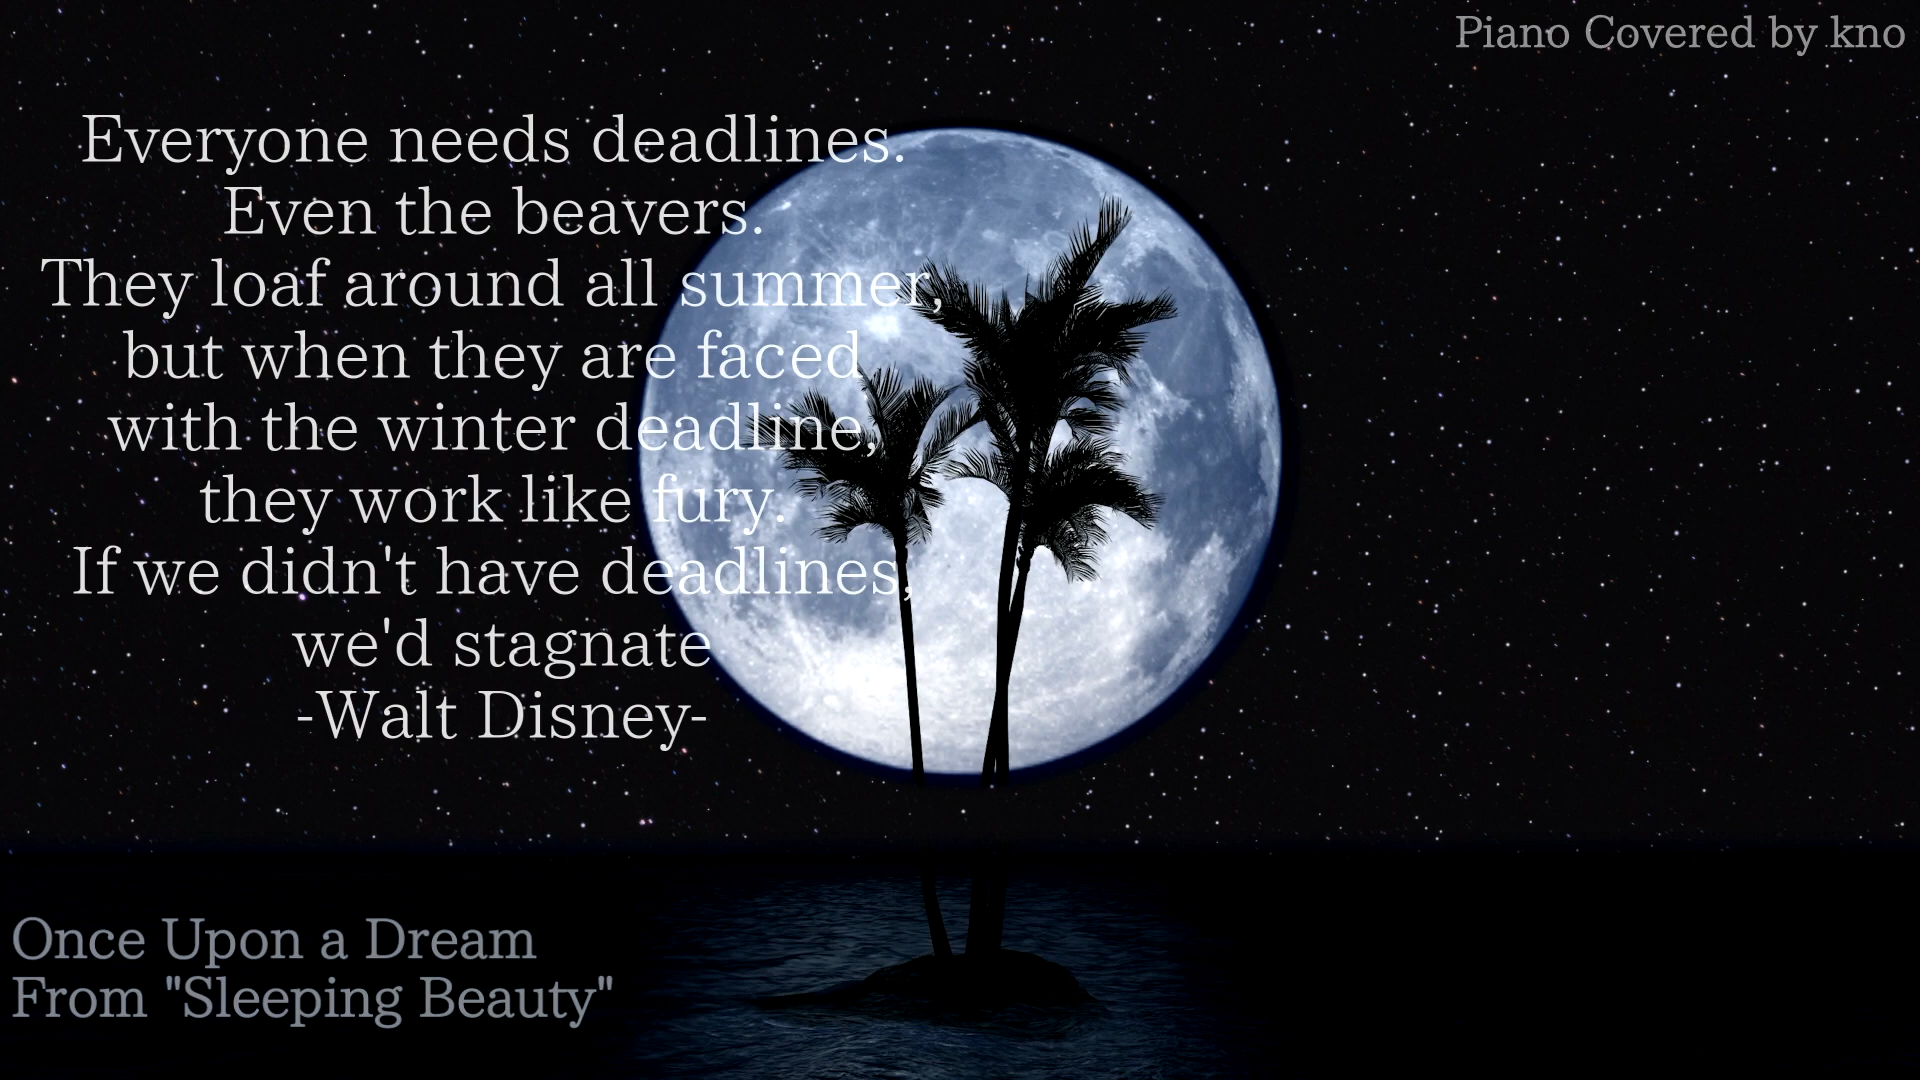 Piano Covered by kno
Everyone needs deadlines.
Even the beavers.
They loaf around all summer,
but when they are faced
with the winter deadline,
they work like fury.
If we didn't have deadlines,
we'd stagnate
-Walt Disney-
Once Upon a Dream
From "Sleeping Beauty"